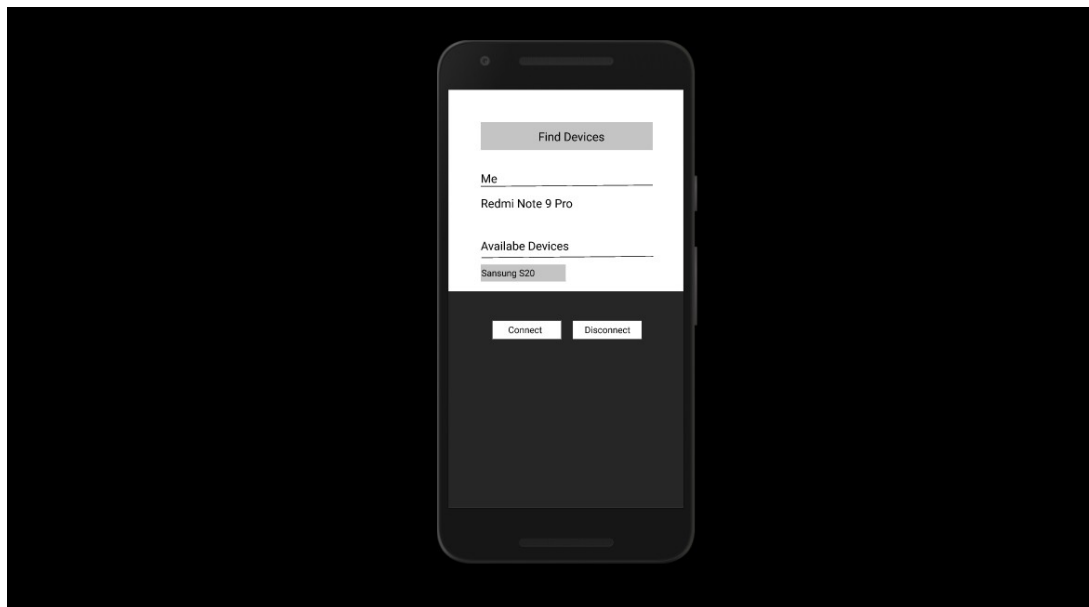 Find Devices
Me
Redmi Note 9 Pro
Availabe Devices
Sansung S20
Connect Disconnect